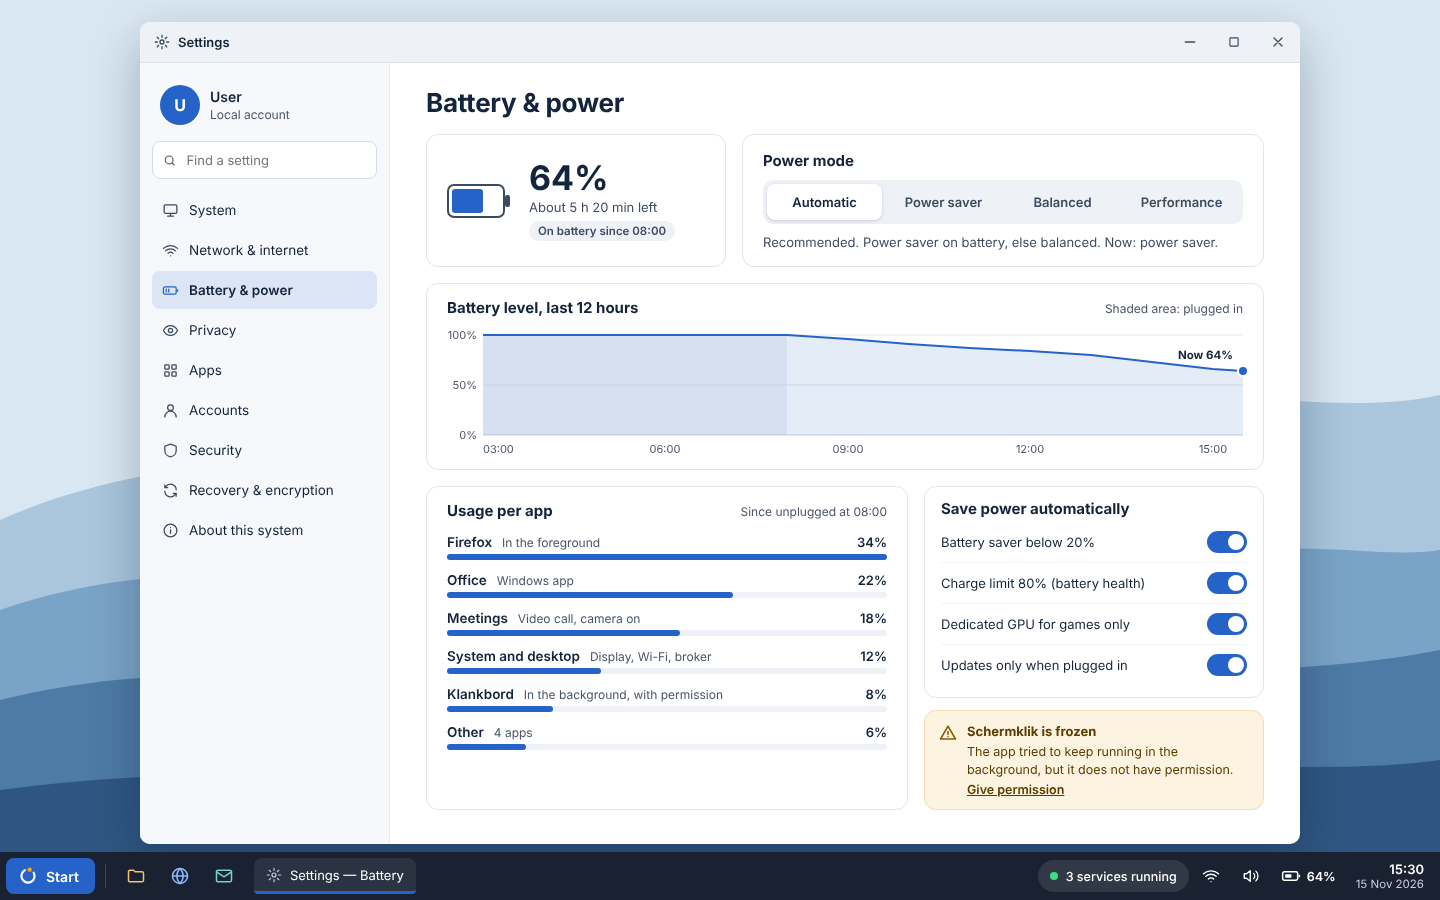 Settings
U
User
Local account
Find a setting
System
Network & internet
Battery & power
Privacy
Apps
Accounts
Security
Recovery & encryption
About this system
Battery & power
64%
About 5 h 20 min left
On battery since 08:00
Power mode
Automatic Power saver Balanced Performance
Recommended. Power saver on battery, else balanced. Now: power saver.
Battery level, last 12 hours
Shaded area: plugged in
100%
50%
0%
Now 64%
03:00 06:00 09:00 12:00 15:00
Usage per app
Since unplugged at 08:00
Firefox In the foreground 34%
Office Windows app 22%
Meetings Video call, camera on 18%
System and desktop Display, Wi-Fi, broker 12%
Klankbord In the background, with permission 8%
Other 4 apps 6%
Save power automatically
Battery saver below 20%
Charge limit 80% (battery health)
Dedicated GPU for games only
Updates only when plugged in
Schermklik is frozen
The app tried to keep running in the
background, but it does not have permission.
Give permission
Start
Settings — Battery
3 services running
64%
15:30
15 Nov 2026